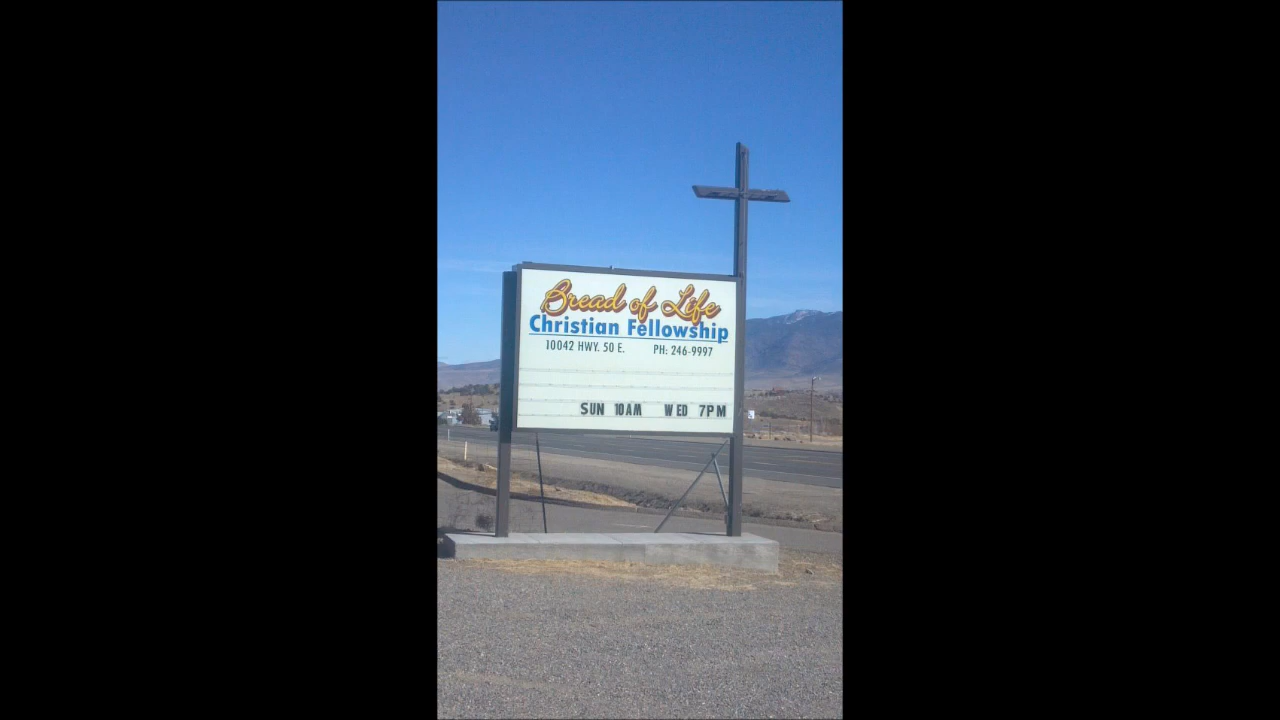 Bread of Life
Christian Fellowship
10042 HWY. 50 E. PH: 246-9997
SUN 10AM WED 7PM